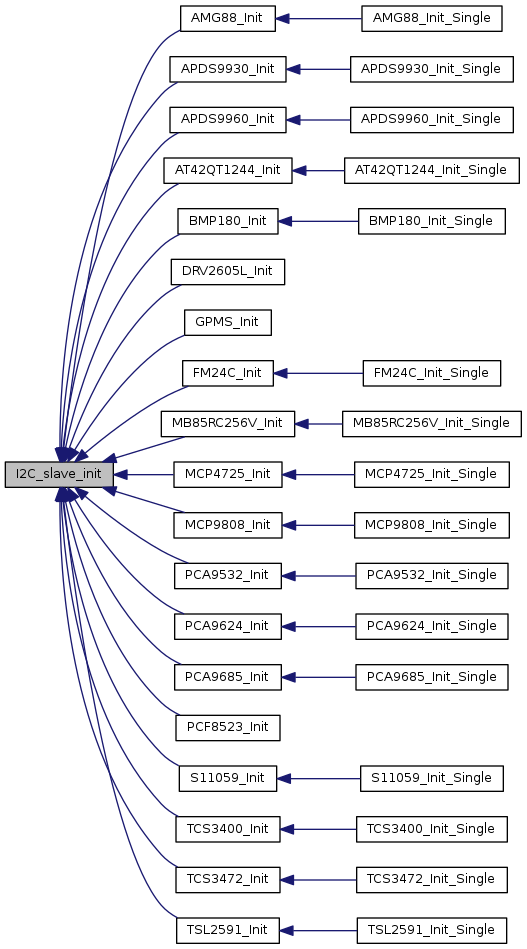 AMG88_Init
AMG88_Init_Single
APDS9930_Init
APDS9930_Init_Single
APDS9960_Init
APDS9960_Init_Single
AT42QT1244_Init
AT42QT1244_Init_Single
BMP180_Init
BMP180_Init_Single
DRV2605L_Init
GPMS_Init
FM24C_Init
FM24C_Init_Single
MB85RC256V_Init
MB85RC256V_Init_Single
I2C_slave_init
MCP4725_Init
MCP4725_Init_Single
MCP9808_Init
MCP9808_Init_Single
PCA9532_Init
PCA9532_Init_Single
PCA9624_Init
PCA9624_Init_Single
PCA9685_Init
PCA9685_Init_Single
PCF8523_Init
S11059_Init
S11059_Init_Single
TCS3400_Init
TCS3400_Init_Single
TCS3472_Init
TCS3472_Init_Single
TSL2591_Init
TSL2591_Init_Single